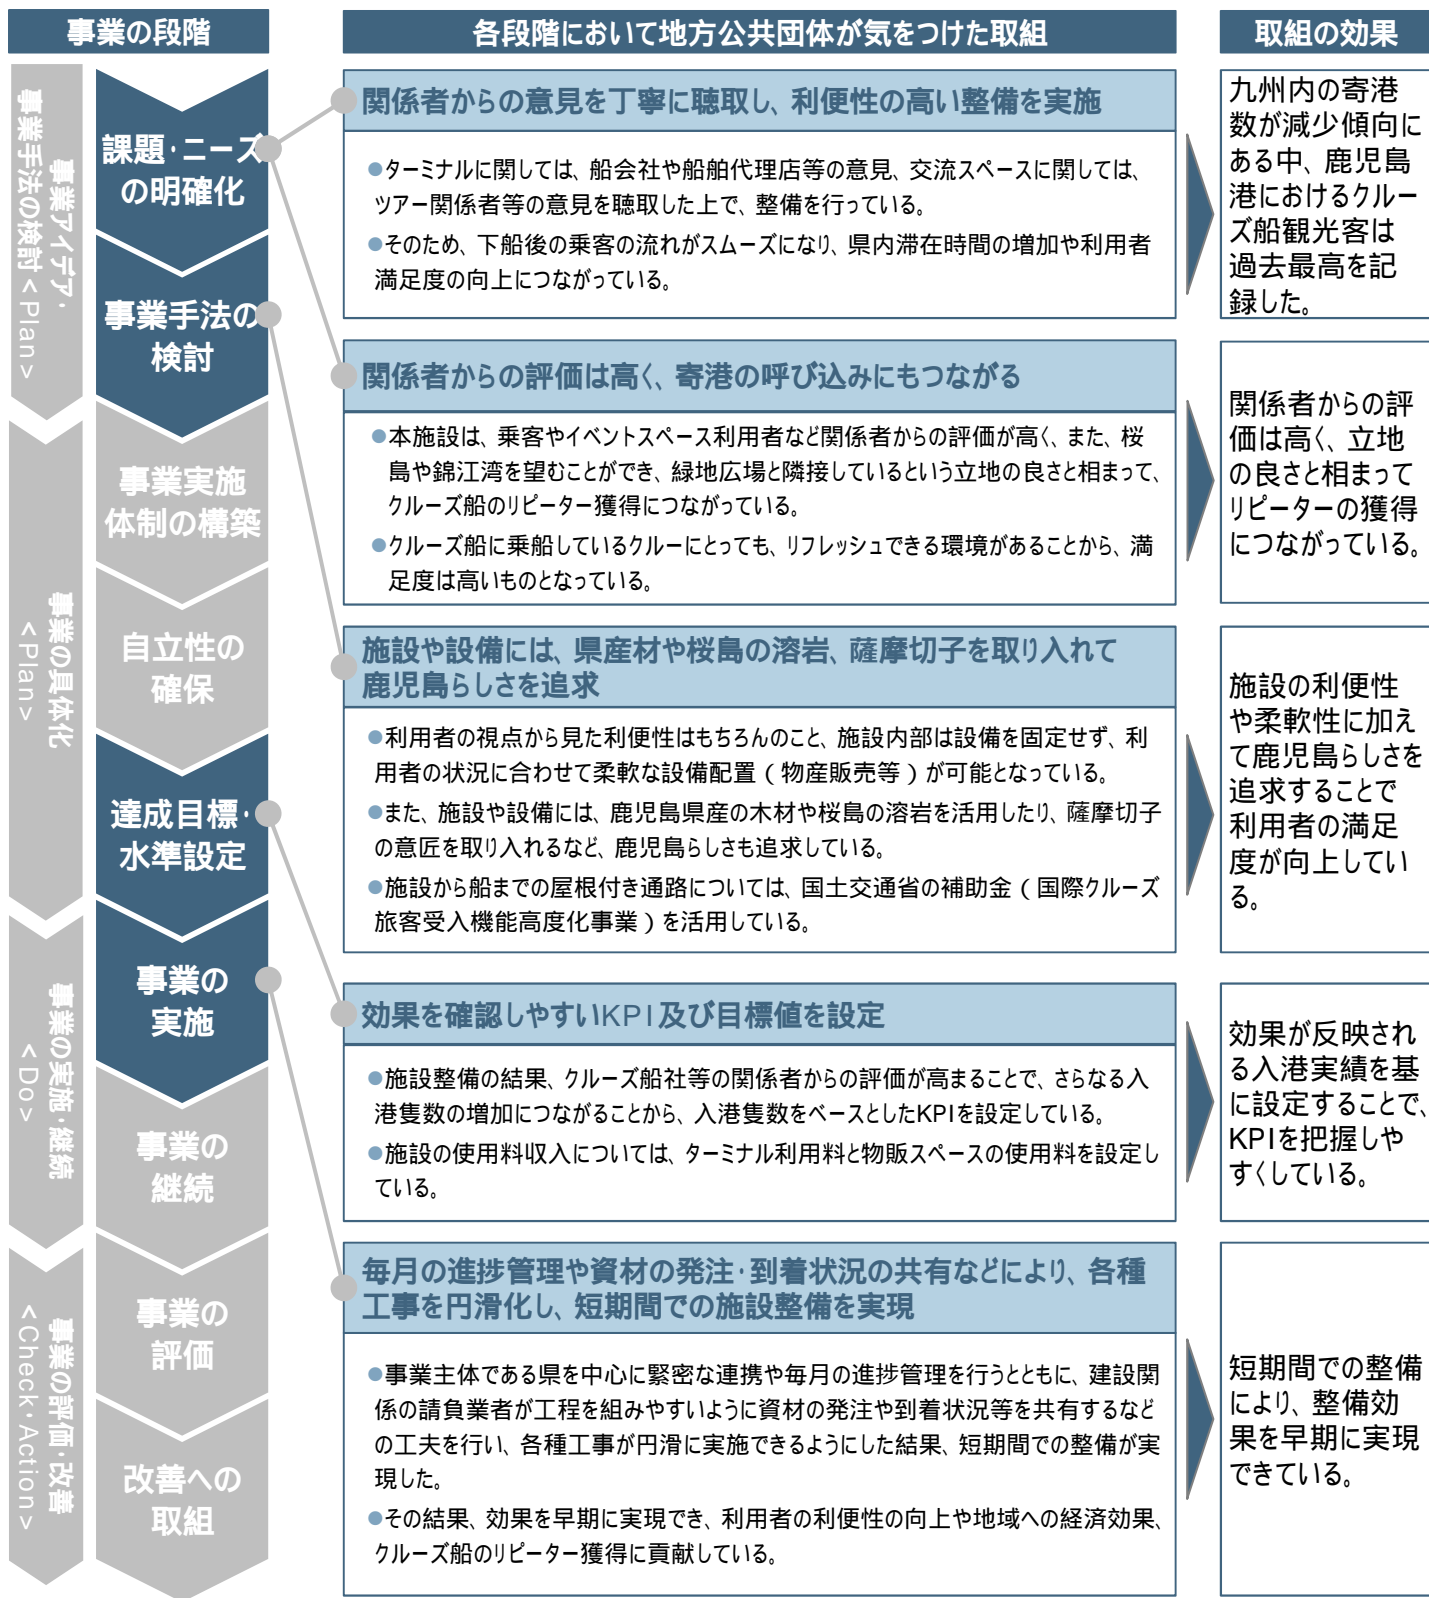 事業の段階
各段階において地方公共団体が気をつけた取組
取組の効果
事業アイデア・
事業手法の検討<Plan>
事業の具体化
<Plan>
事業の実施・継続
<Do>
事業の評価・改善
<Check・Action>
課題・ニーズ
の明確化
事業手法の
検討
事業実施
体制の構築
自立性の
確保
達成目標・
水準設定
事業の
実施
事業の
継続
事業の
評価
改善への
取組
関係者からの意見を丁寧に聴取し、利便性の高い整備を実施
●ターミナルに関しては、船会社や船舶代理店等の意見、交流スペースに関しては、
ツアー関係者等の意見を聴取した上で、整備を行っている。
●そのため、下船後の乗客の流れがスムーズになり、県内滞在時間の増加や利用者
満足度の向上につながっている。
九州内の寄港
数が減少傾向に
ある中、鹿児島
港におけるクルー
ズ船観光客は
過去最高を記
録した。
関係者からの評価は高く、寄港の呼び込みにもつながる
●本施設は、乗客やイベントスペース利用者など関係者からの評価が高く、また、桜
島や錦江湾を望むことができ、緑地広場と隣接しているという立地の良さと相まって、
クルーズ船のリピーター獲得につながっている。
●クルーズ船に乗船しているクルーにとっても、リフレッシュできる環境があることから、満
足度は高いものとなっている。
関係者からの評
価は高く、立地
の良さと相まって
リピーターの獲得
につながっている。
施設や設備には、県産材や桜島の溶岩、薩摩切子を取り入れて
鹿児島らしさを追求
●利用者の視点から見た利便性はもちろんのこと、施設内部は設備を固定せず、利
用者の状況に合わせて柔軟な設備配置(物産販売等)が可能となっている。
●また、施設や設備には、鹿児島県産の木材や桜島の溶岩を活用したり、薩摩切子
の意匠を取り入れるなど、鹿児島らしさも追求している。
●施設から船までの屋根付き通路については、国土交通省の補助金(国際クルーズ
旅客受入機能高度化事業)を活用している。
施設の利便性
や柔軟性に加え
て鹿児島らしさを
追求することで
利用者の満足
度が向上してい
る。
効果を確認しやすいKPI及び目標値を設定
●施設整備の結果、クルーズ船社等の関係者からの評価が高まることで、さらなる入
港隻数の増加につながることから、入港隻数をベースとしたKPIを設定している。
●施設の使用料収入については、ターミナル利用料と物販スペースの使用料を設定し
ている。
効果が反映され
る入港実績を基
に設定することで、
KPIを把握しや
すくしている。
毎月の進捗管理や資材の発注・到着状況の共有などにより、各種
工事を円滑化し、短期間での施設整備を実現
●事業主体である県を中心に緊密な連携や毎月の進捗管理を行うとともに、建設関
係の請負業者が工程を組みやすいように資材の発注や到着状況等を共有するなど
の工夫を行い、各種工事が円滑に実施できるようにした結果、短期間での整備が実
現した。
●その結果、効果を早期に実現でき、利用者の利便性の向上や地域への経済効果、
クルーズ船のリピーター獲得に貢献している。
短期間での整備
により、整備効
果を早期に実現
できている。